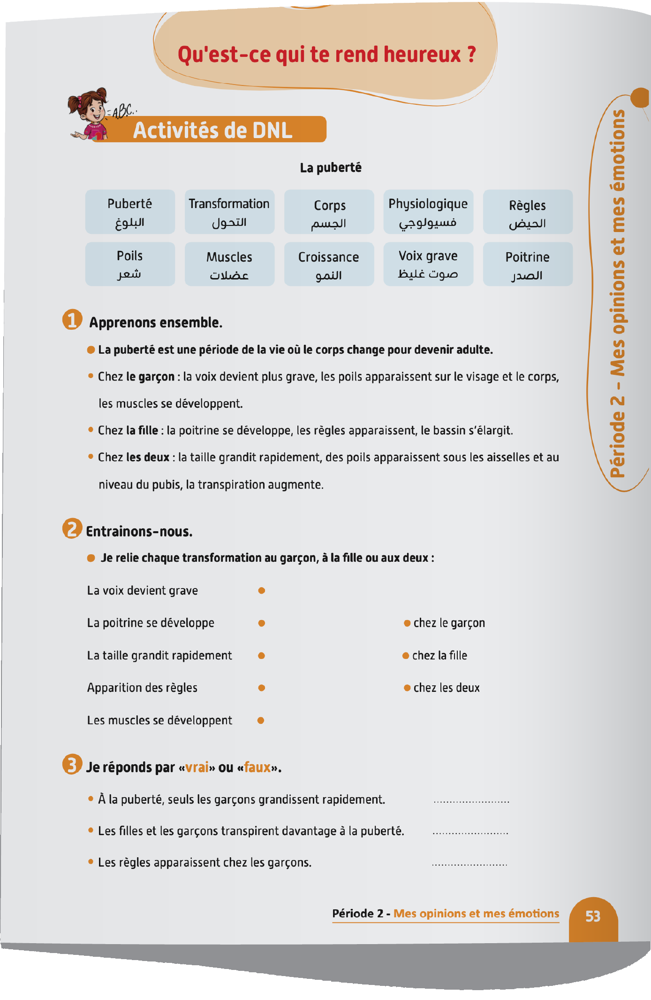 Qu'est-ce qui te rend heureux ?
A.B.C..
Activités de DNL
La puberté
Puberté
البلوغ
Transformation
التحول
Corps
الجسم
Physiologique
فسيولوجي
Règles
الحيض
Poils
شعر
Muscles
عضلات
Croissance
النمو
Voix grave
صوت غليظ
Poitrine
الصدر
1 Apprenons ensemble.
● La puberté est une période de la vie où le corps change pour devenir adulte.
• Chez le garçon : la voix devient plus grave, les poils apparaissent sur le visage et le corps,
les muscles se développent.
• Chez la fille : la poitrine se développe, les règles apparaissent, le bassin s'élargit.
• Chez les deux : la taille grandit rapidement, des poils apparaissent sous les aisselles et au
niveau du pubis, la transpiration augmente.
2 Entrainons-nous.
● Je relie chaque transformation au garçon, à la fille ou aux deux :
La voix devient grave ●
La poitrine se développe ● ● chez le garçon
La taille grandit rapidement ● ● chez la fille
Apparition des règles ● ● chez les deux
Les muscles se développent ●
3 Je réponds par «vrai» ou «faux».
• À la puberté, seuls les garçons grandissent rapidement. ........................
• Les filles et les garçons transpirent davantage à la puberté. ........................
• Les règles apparaissent chez les garçons. ........................
Période 2 - Mes opinions et mes émotions
53
Période 2 - Mes opinions et mes émotions